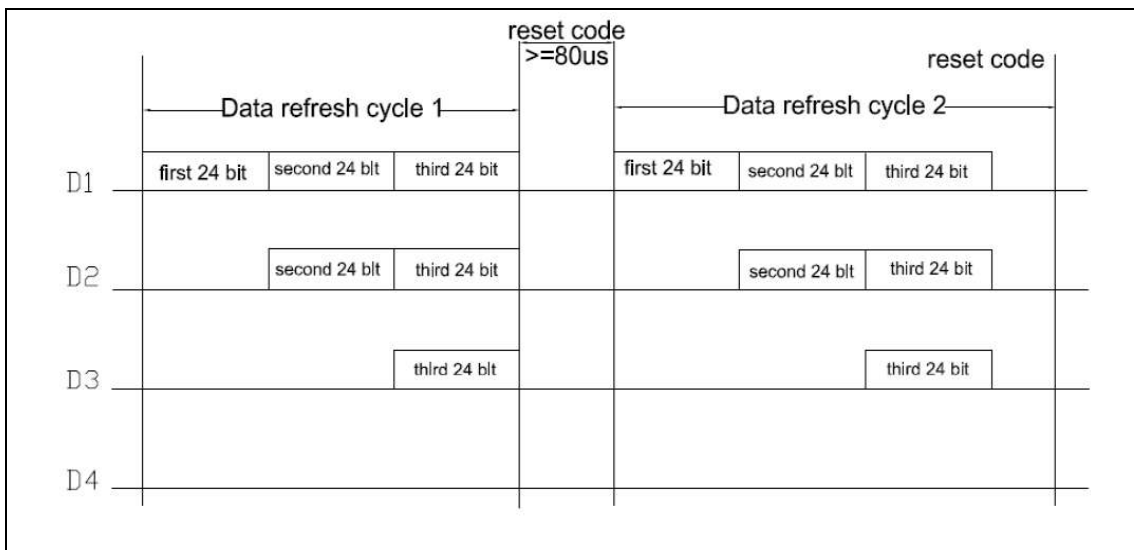 reset code
>=80us
reset code
Data refresh cycle 1
Data refresh cycle 2
D1 first 24 bit second 24 blt third 24 bit first 24 bit second 24 blt third 24 bit
D2 second 24 blt third 24 bit second 24 blt third 24 bit
D3 third 24 blt third 24 bit
D4